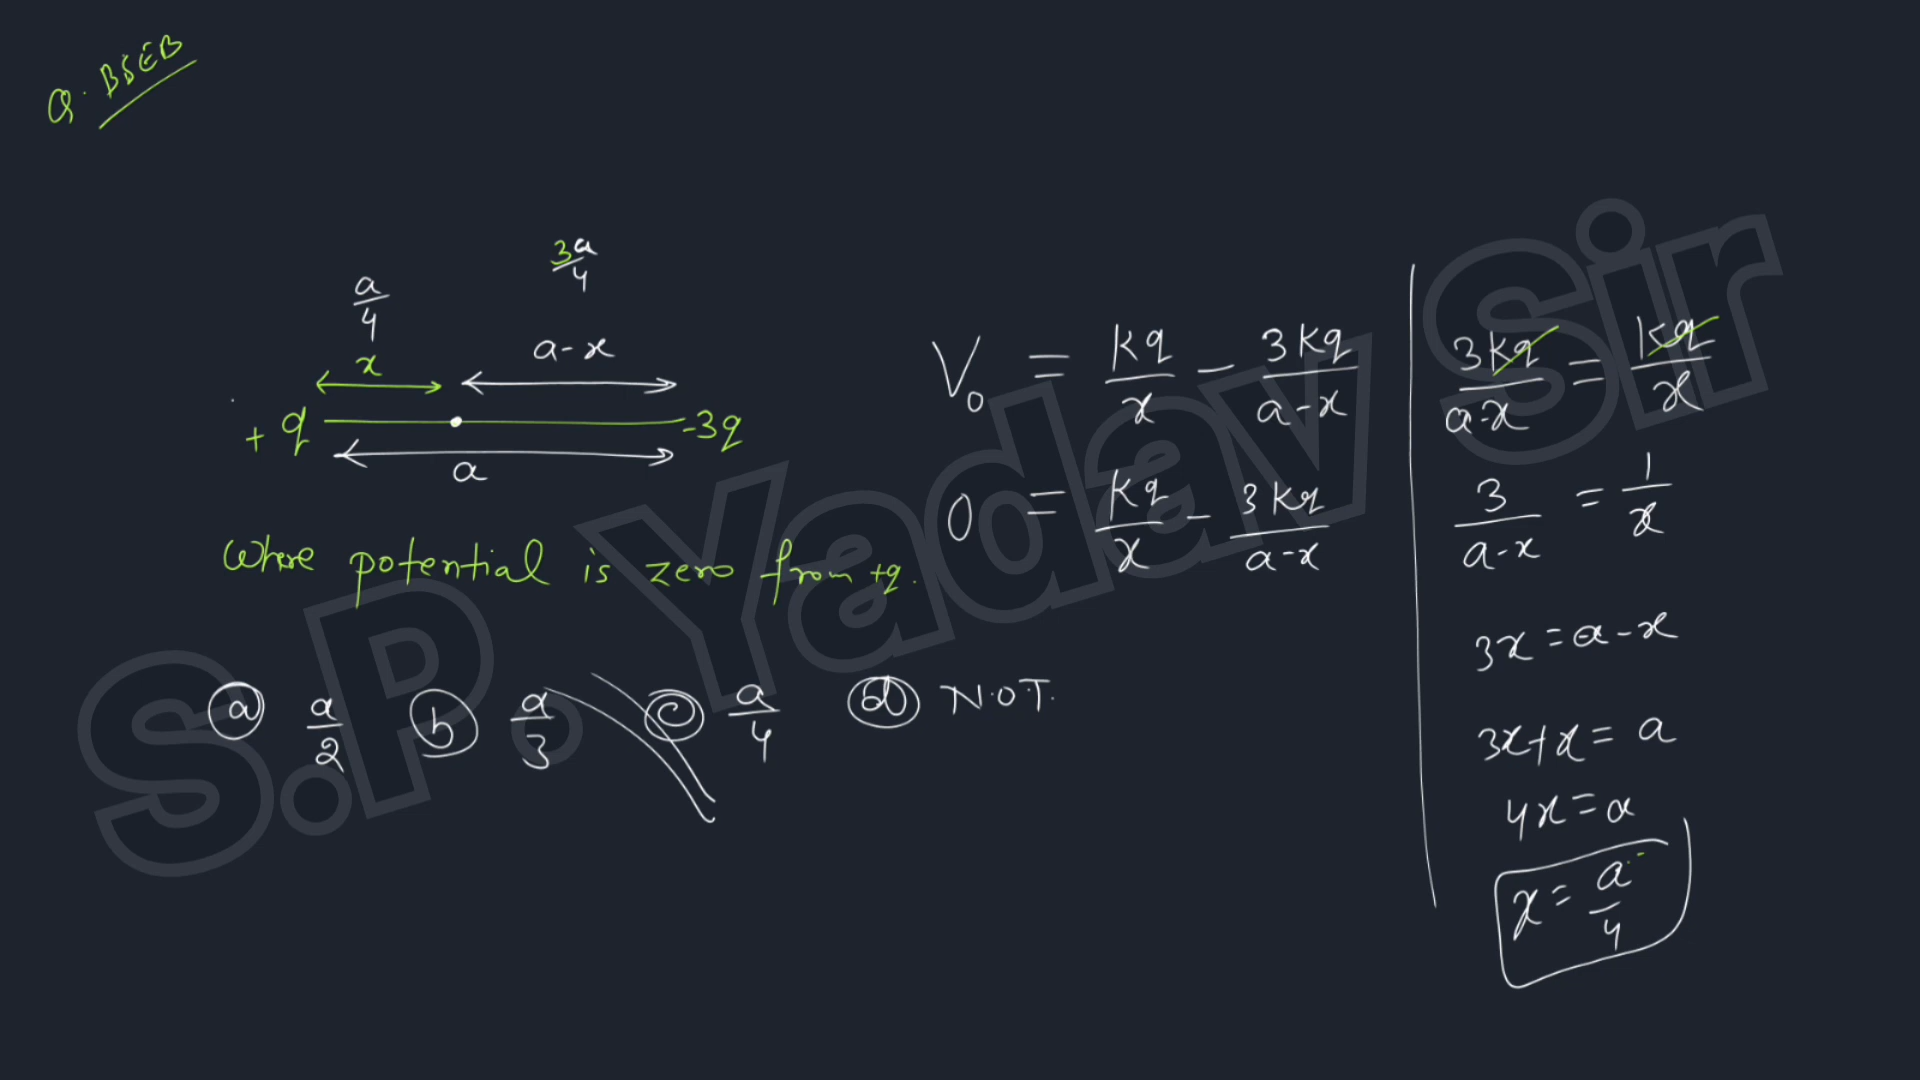 Q. BSEB
a/4
3a/4
x
a-x
+q
-3q
a
where potential is zero from +q.
(a) a/2 (b) a/3 (c) a/4 (d) N.O.T.
V₀ = kq/x - 3kq/(a-x)
0 = kq/x - 3kq/(a-x)
3kq/(a-x) = kq/x
3/(a-x) = 1/x
3x = a-x
3x+x = a
4x = a
x = a/4
S.P. Yadav Sir